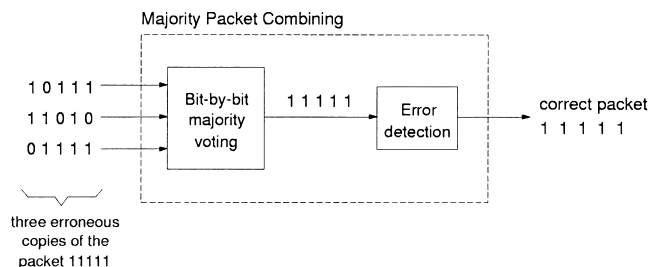 Majority Packet Combining
1 0 1 1 1
1 1 0 1 0
0 1 1 1 1
Bit-by-bit
majority
voting
1 1 1 1 1
Error
detection
correct packet
1 1 1 1 1
three erroneous
copies of the
packet 11111